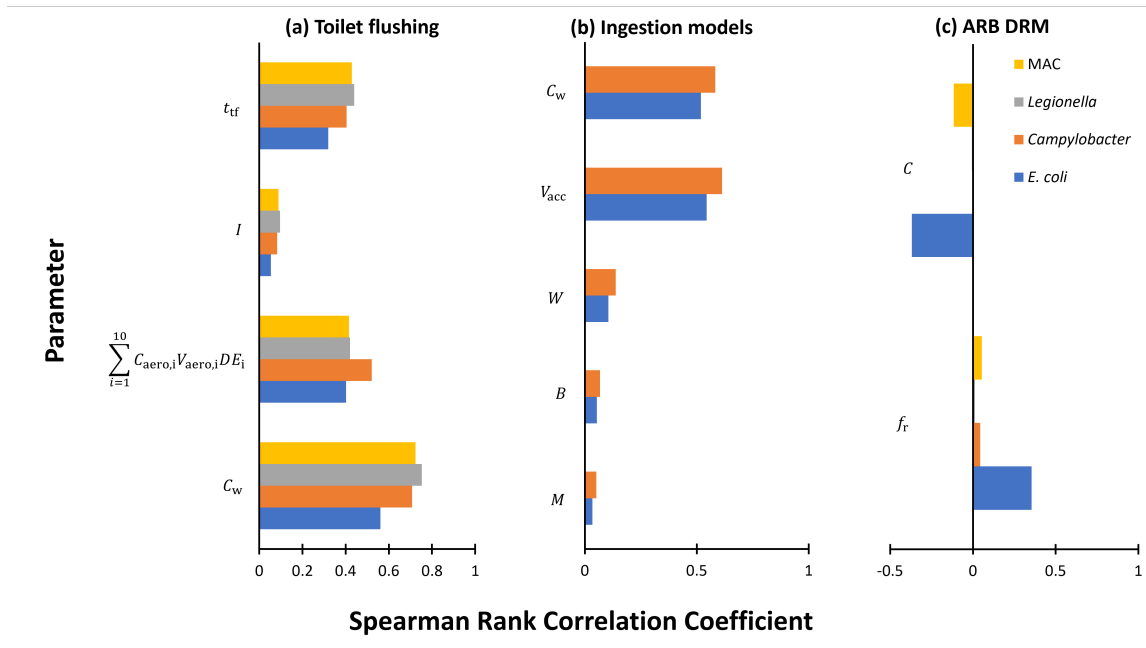 (a) Toilet flushing
(b) Ingestion models
(c) ARB DRM
MAC
Legionella
Campylobacter
E. coli
Parameter
t_tf
I
∑_{i=1}^{10} C_aero,i V_aero,i DE_i
C_w
0 0.2 0.4 0.6 0.8 1
C_w
V_acc
W
B
M
0 0.5 1
C
f_r
-0.5 0 0.5 1
Spearman Rank Correlation Coefficient